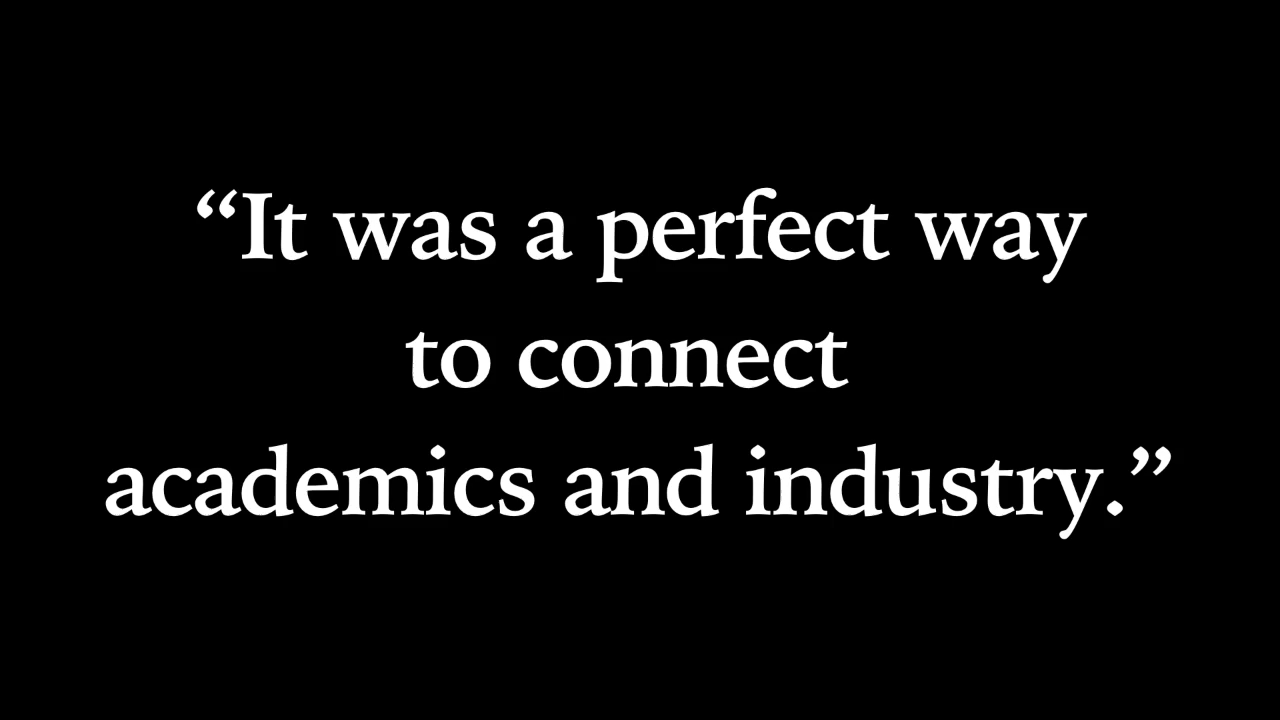 “It was a perfect way
to connect
academics and industry.”